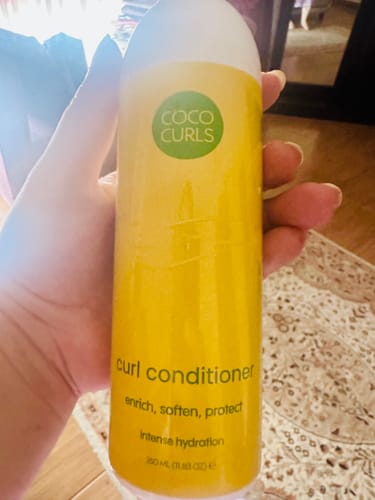 COCO
CURLS
curl conditioner
enrich, soften, protect
intense hydration
350 ML (11.83 OZ) e